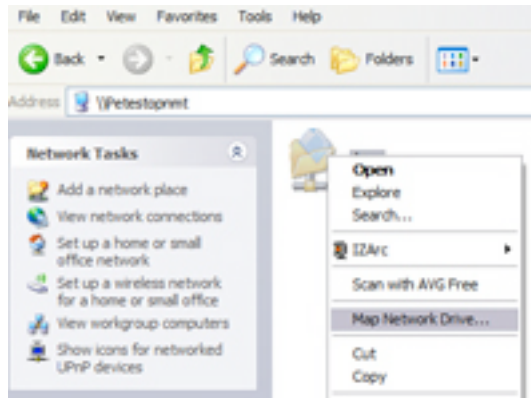 File Edit View Favorites Tools Help
Back Search Folders
Address \\Petestopnmt
Network Tasks
Add a network place
View network connections
Set up a home or small
office network
Set up a wireless network
for a home or small office
View workgroup computers
Show icons for networked
UPnP devices
Open
Explore
Search...
IZArc
Scan with AVG Free
Map Network Drive...
Cut
Copy